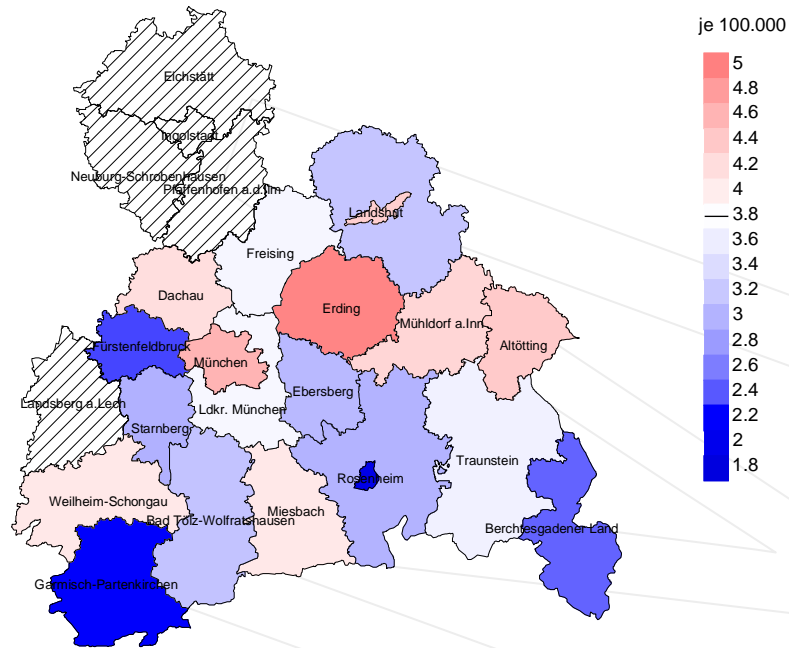 je 100.000
5
4.8
4.6
4.4
4.2
4
3.8
3.6
3.4
3.2
3
2.8
2.6
2.4
2.2
2
1.8
Eichstätt
Ingolstadt
Neuburg-Schrobenhausen
Pfaffenhofen a.d.Ilm
Landshut
Freising
Dachau
Erding
Mühldorf a.Inn
Altötting
Fürstenfeldbruck
München
Ebersberg
Landsberg a.Lech
Ldkr. München
Starnberg
Traunstein
Rosenheim
Weilheim-Schongau
Miesbach
Bad Tölz-Wolfratshausen
Berchtesgadener Land
Garmisch-Partenkirchen